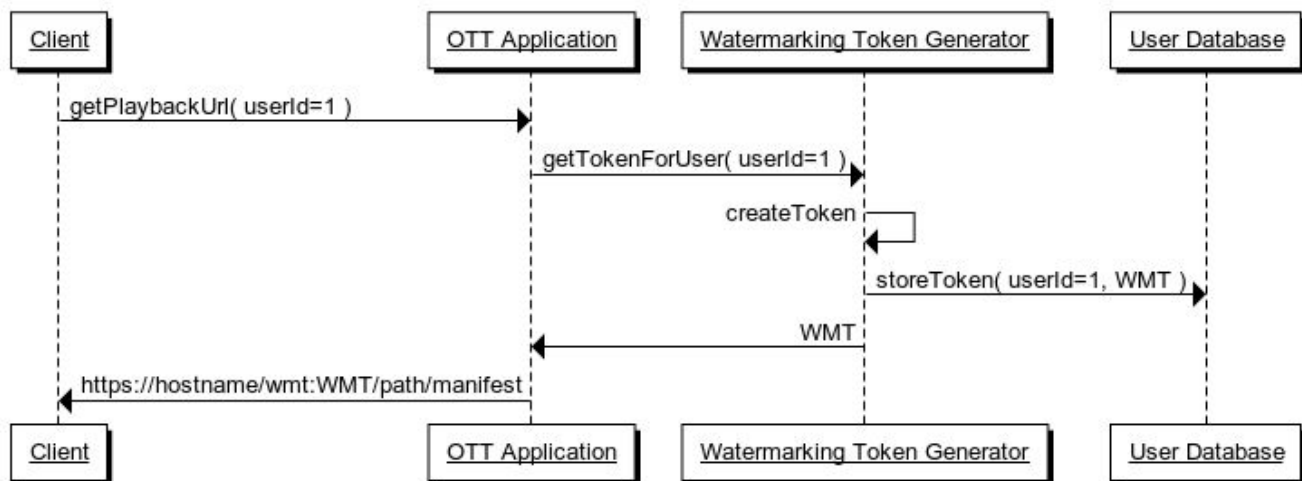 Client
OTT Application
Watermarking Token Generator
User Database
getPlaybackUrl( userId=1 )
getTokenForUser( userId=1 )
createToken
storeToken( userId=1, WMT )
WMT
https://hostname/wmt:WMT/path/manifest
Client
OTT Application
Watermarking Token Generator
User Database